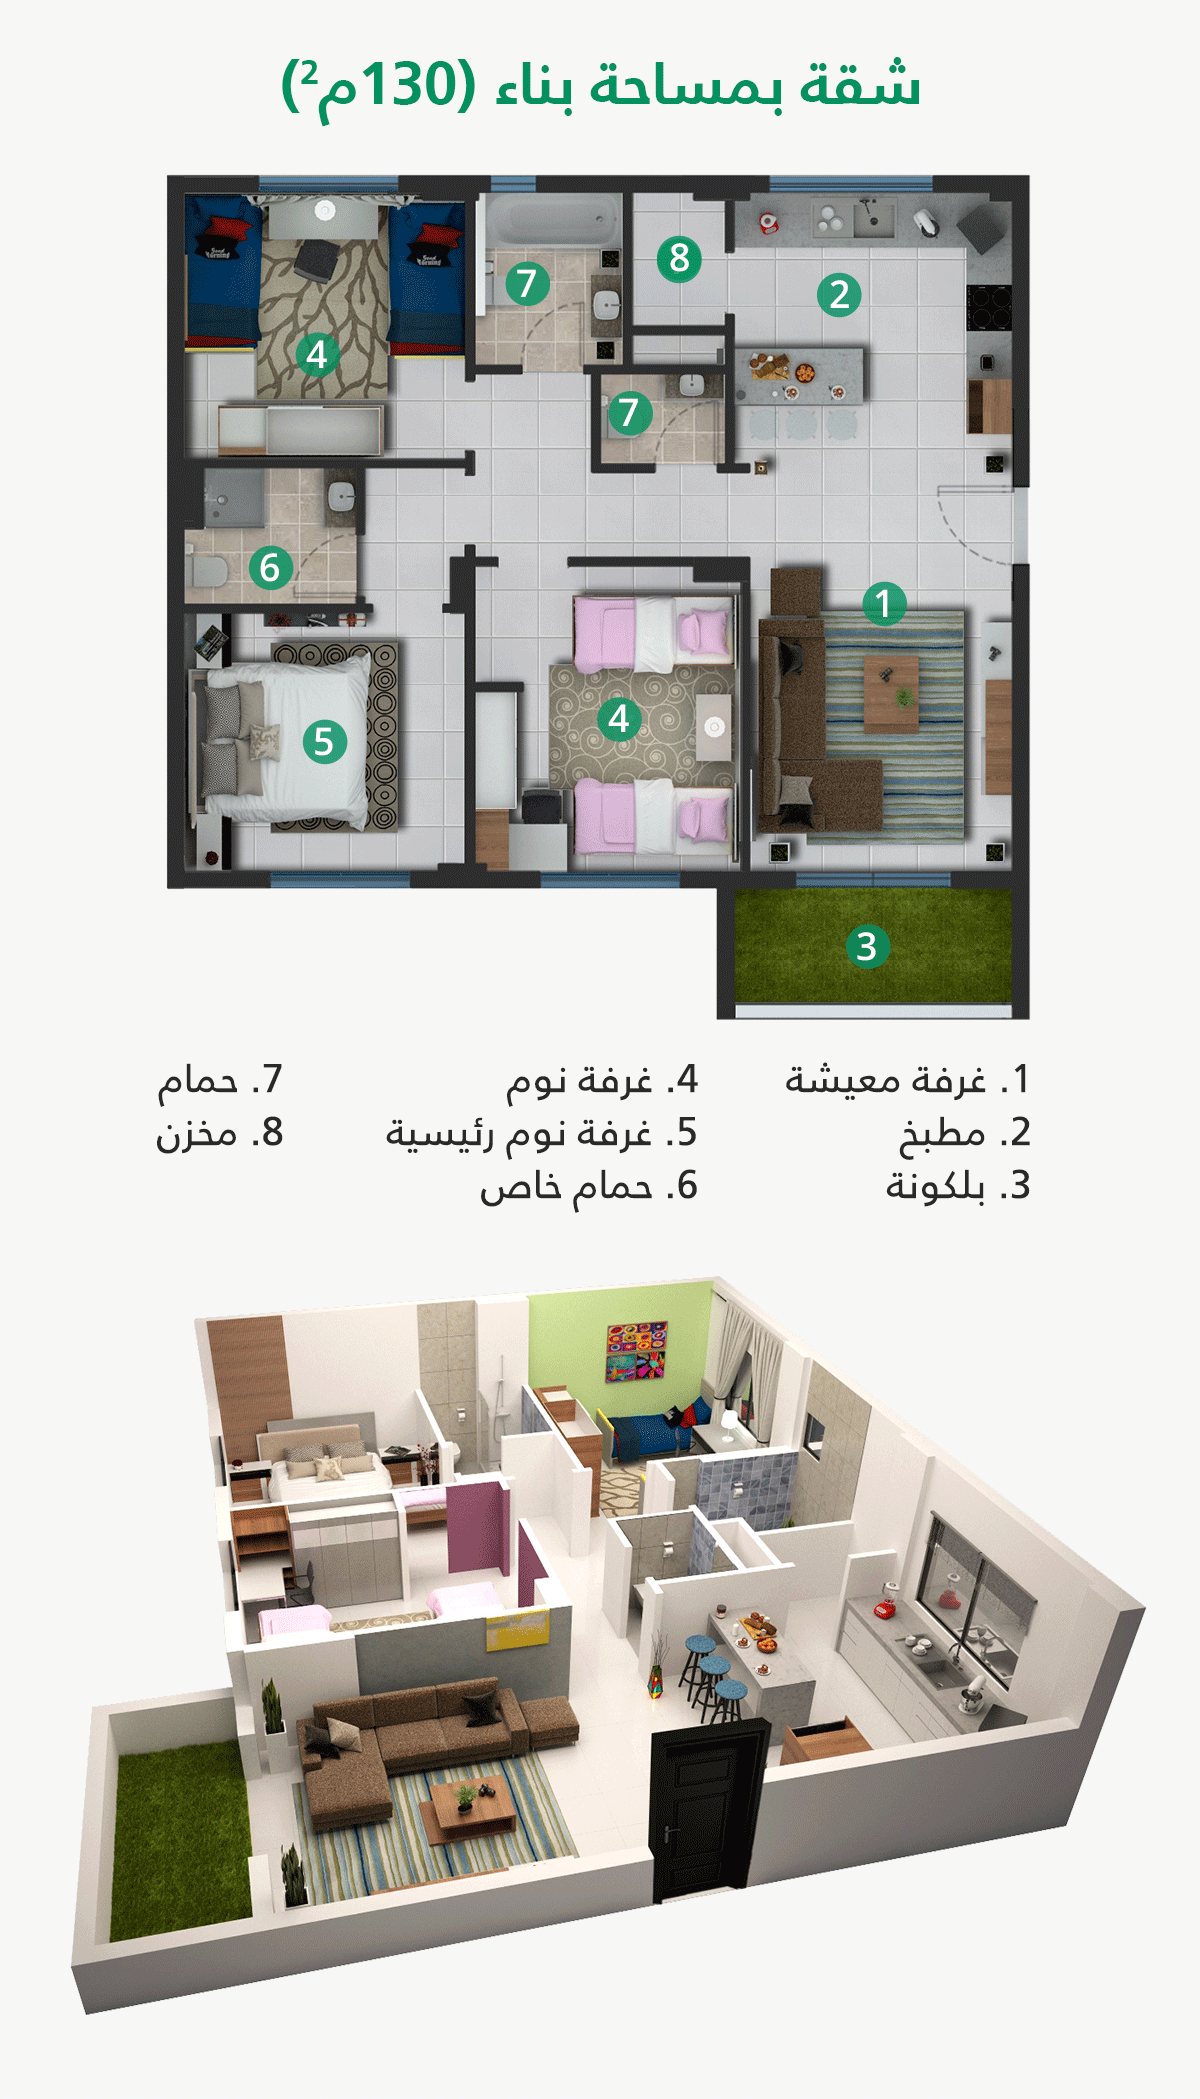 شقة بمساحة بناء (130م²)
4
7
8
2
7
6
1
5
4
3
1. غرفة معيشة
2. مطبخ
3. بلكونة
4. غرفة نوم
5. غرفة نوم رئيسية
6. حمام خاص
7. حمام
8. مخزن